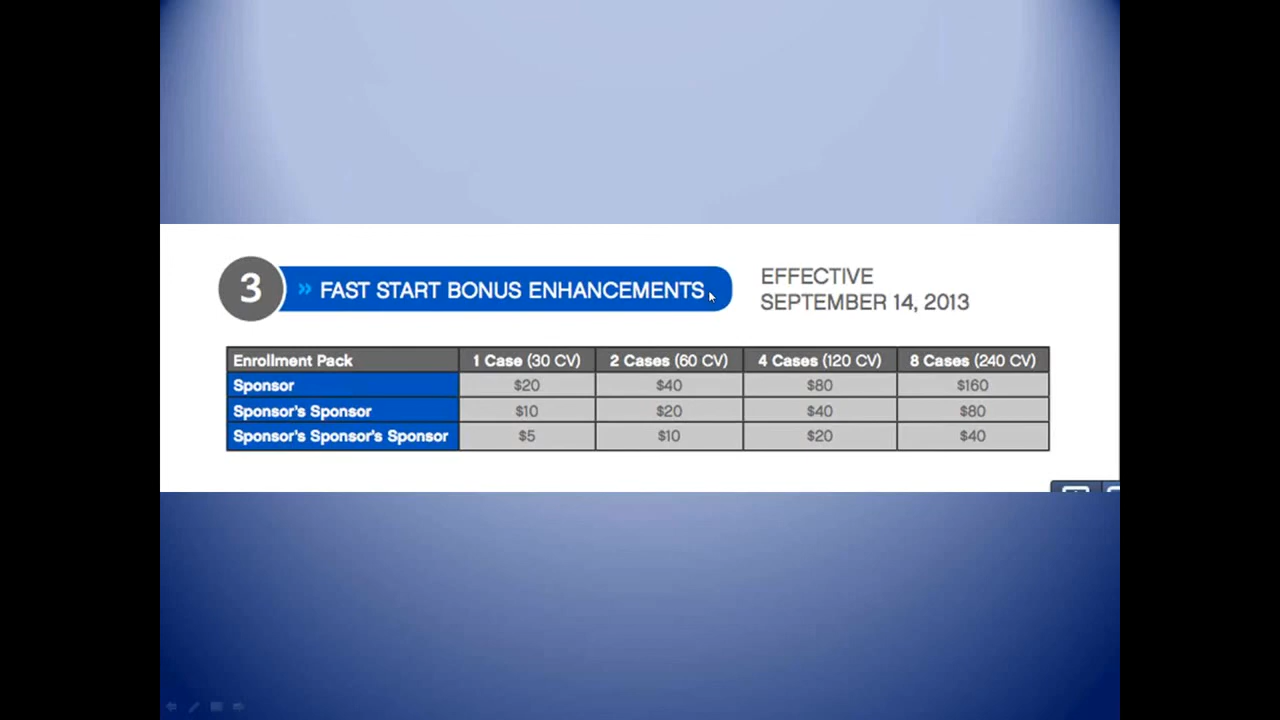 3 » FAST START BONUS ENHANCEMENTS
EFFECTIVE
SEPTEMBER 14, 2013
Enrollment Pack 1 Case (30 CV) 2 Cases (60 CV) 4 Cases (120 CV) 8 Cases (240 CV)
Sponsor $20 $40 $80 $160
Sponsor's Sponsor $10 $20 $40 $80
Sponsor's Sponsor's Sponsor $5 $10 $20 $40